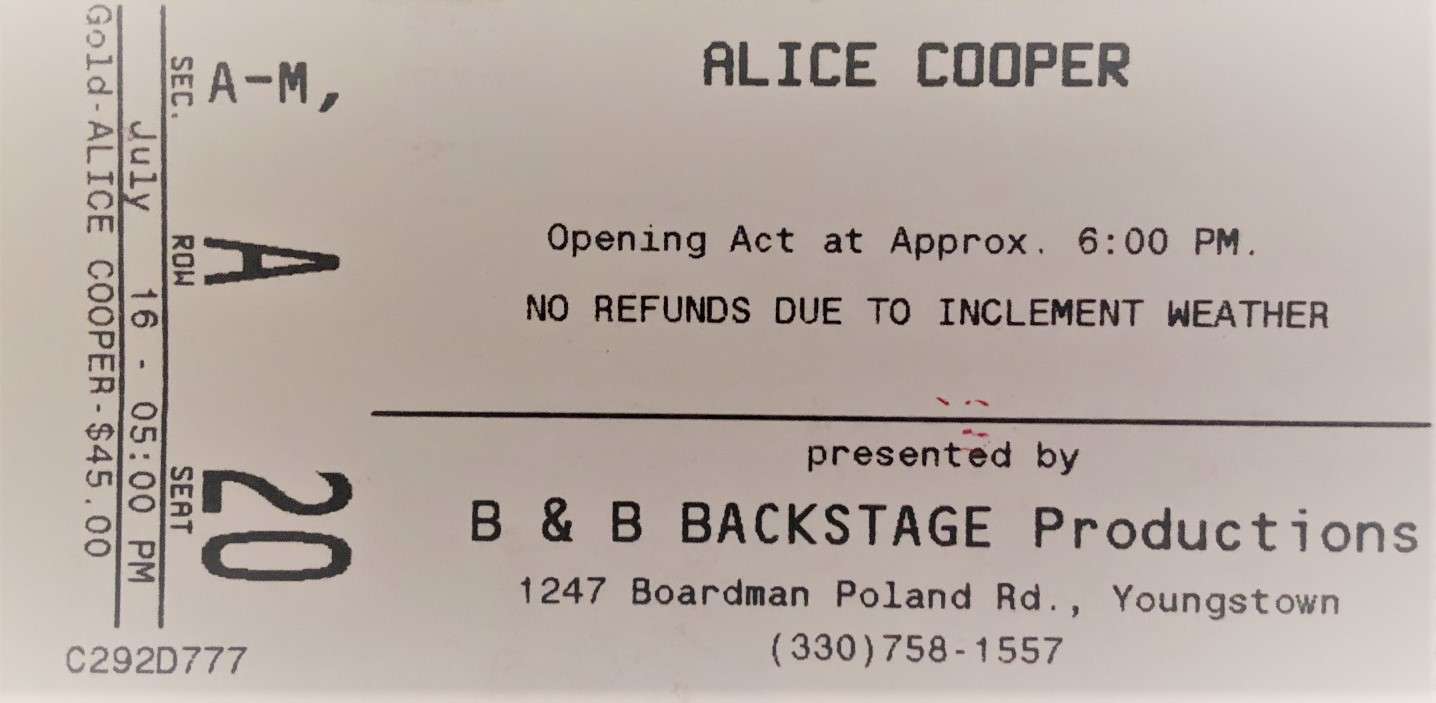 ALICE COOPER
Opening Act at Approx. 6:00 PM.
NO REFUNDS DUE TO INCLEMENT WEATHER
presented by
B & B BACKSTAGE Productions
1247 Boardman Poland Rd., Youngstown
(330)758-1557
SEC. A-M,
ROW A
SEAT 20
July 16 - 05:00 PM
Gold-ALICE COOPER-$45.00
C292D777